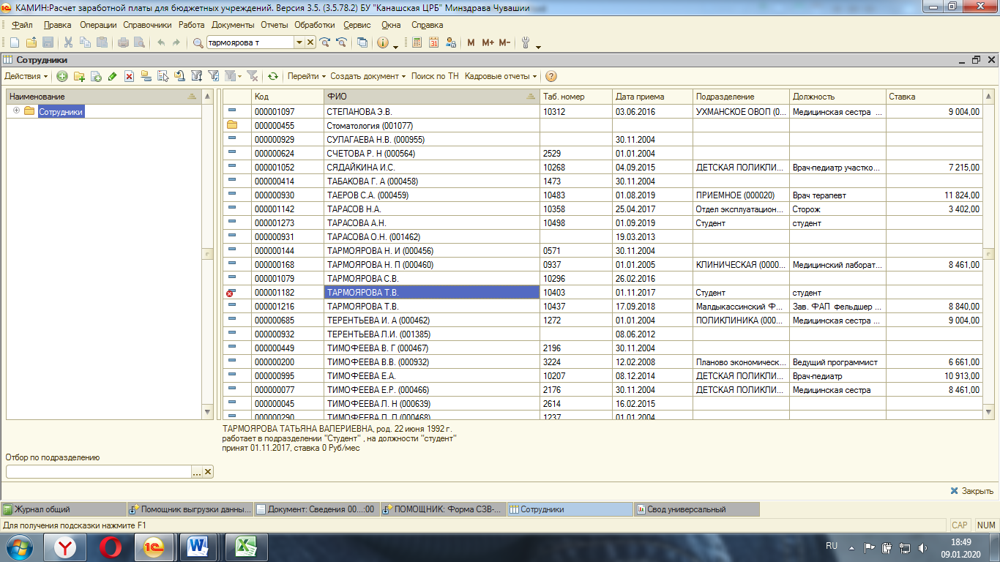 КАМИН:Расчет заработной платы для бюджетных учреждений. Версия 3.5. (3.5.78.2) БУ "Канашская ЦРБ" Минздрава Чувашии
Файл Правка Операции Справочники Работа Документы Отчеты Обработки Сервис Окна Справка
тармоярова т M M+ M-
Сотрудники
Действия Перейти Создать документ Поиск по ТН Кадровые отчеты
Наименование Код ФИО Таб. номер Дата приема Подразделение Должность Ставка
Сотрудники 000001097 СТЕПАНОВА Э.В. 10312 03.06.2016 УХМАНСКОЕ ОВОП (0... Медицинская сестра ... 9 004,00
000000455 Стоматология (001077)
000000929 СУЛАГАЕВА Н.В. (000955) 30.11.2004
000000624 СЧЕТОВА Р. Н (000564) 2529 01.01.2004
000001052 СЯДАЙКИНА И.С. 10268 04.09.2015 ДЕТСКАЯ ПОЛИКЛИ... Врач-педиатр участко... 7 215,00
000000414 ТАБАКОВА Г. А (000458) 1473 30.11.2004
000000930 ТАЕРОВ С.А. (000459) 10483 01.08.2019 ПРИЕМНОЕ (000020) Врач терапевт 11 824,00
000001142 ТАРАСОВ Н.А. 10358 25.04.2017 Отдел эксплуатацион... Сторож 3 402,00
000001273 ТАРАСОВА А.Н. 10498 01.09.2019 Студент студент
000000931 ТАРАСОВА О.Н. (001462) 19.03.2013
000000144 ТАРМОЯРОВА Н. И (000456) 0571 30.11.2004
000000168 ТАРМОЯРОВА Н. П (000460) 0937 01.01.2005 КЛИНИЧЕСКАЯ (0000... Медицинский лаборат... 8 461,00
000001079 ТАРМОЯРОВА С.В. 10296 26.02.2016
000001182 ТАРМОЯРОВА Т.В. 10403 01.11.2017 Студент студент
000001216 ТАРМОЯРОВА Т.В. 10437 17.09.2018 Малдыкассинский Ф... Зав. ФАП фельдшер ... 8 840,00
000000685 ТЕРЕНТЬЕВА И. А (000462) 1272 01.01.2004 ПОЛИКЛИНИКА (000... Медицинская сестра ... 9 004,00
000000932 ТЕРЕНТЬЕВА Л.И. (001385) 08.06.2012
000000449 ТИМОФЕЕВА В. Г (000467) 2196 30.11.2004
000000200 ТИМОФЕЕВА В.В. (000932) 3224 12.02.2008 Планово экономическ... Ведущий программист 6 661,00
000000995 ТИМОФЕЕВА Е.А. 10207 08.12.2014 ДЕТСКАЯ ПОЛИКЛИ... Врач-педиатр 10 913,00
000000077 ТИМОФЕЕВА Е.Р. (000466) 2176 30.11.2004 ДЕТСКАЯ ПОЛИКЛИ... Медицинская сестра 8 461,00
000000045 ТИМОФЕЕВА Л. Н (000639) 2614 16.02.2015
000000290 ТИМОФЕЕВА Л. П (000468) 1237 01.01.2004
ТАРМОЯРОВА ТАТЬЯНА ВАЛЕРИЕВНА, род. 22 июня 1992 г.
работает в подразделении "Студент" , на должности "студент"
принят 01.11.2017, ставка 0 Руб/мес
Отбор по подразделению
Закрыть
Журнал общий Помощник выгрузки данны... Документ: Сведения 00...:00 ПОМОЩНИК: Форма СЗВ-... Сотрудники Свод универсальный
Для получения подсказки нажмите F1 CAP NUM
RU 18:49
09.01.2020